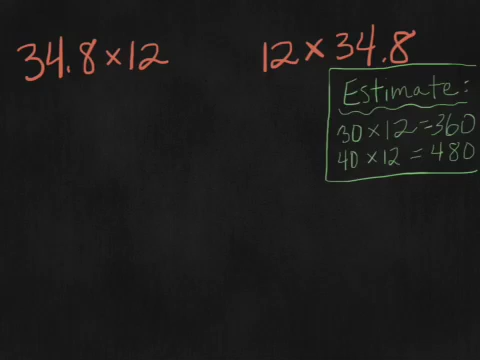 34.8 × 12
12 × 34.8
Estimate:
30 × 12 = 360
40 × 12 = 480